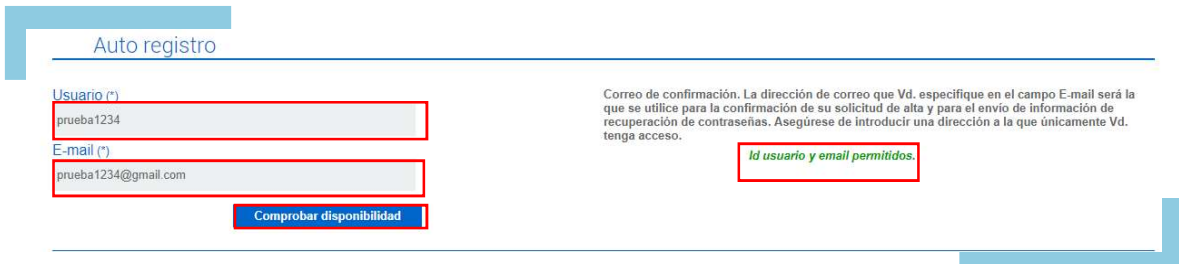 Auto registro
Usuario (*)
prueba1234
E-mail (*)
prueba1234@gmail.com
Comprobar disponibilidad
Correo de confirmación. La dirección de correo que Vd. especifique en el campo E-mail será la
que se utilice para la confirmación de su solicitud de alta y para el envío de información de
recuperación de contraseñas. Asegúrese de introducir una dirección a la que únicamente Vd.
tenga acceso.
Id usuario y email permitidos.